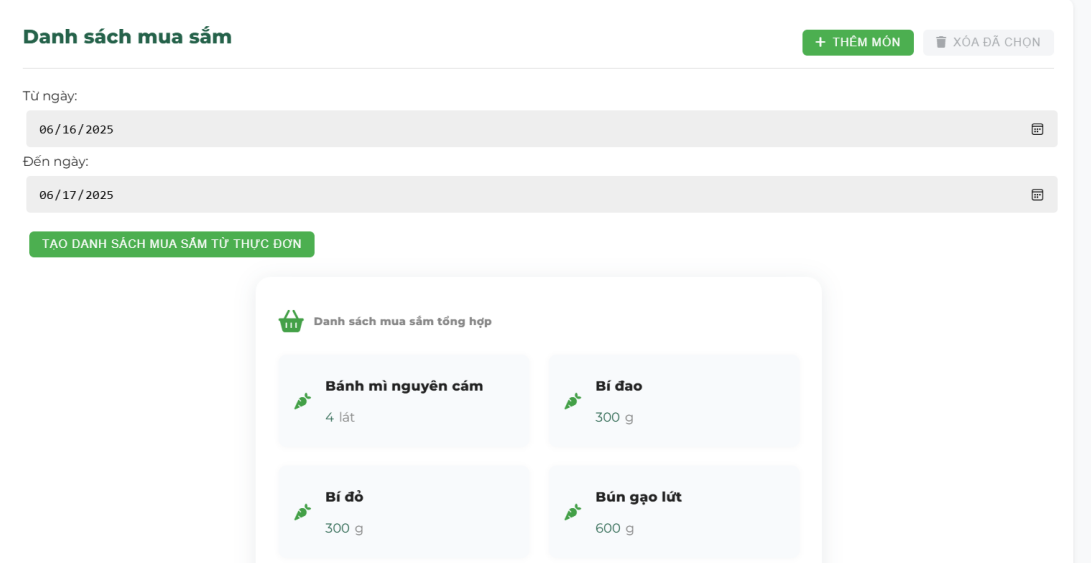 Danh sách mua sắm
THÊM MÓN
XÓA ĐÃ CHỌN
Từ ngày:
06/16/2025
Đến ngày:
06/17/2025
TẠO DANH SÁCH MUA SẮM TỪ THỰC ĐƠN
Danh sách mua sắm tổng hợp
Bánh mì nguyên cám
4 lát
Bí đao
300 g
Bí đỏ
300 g
Bún gạo lứt
600 g